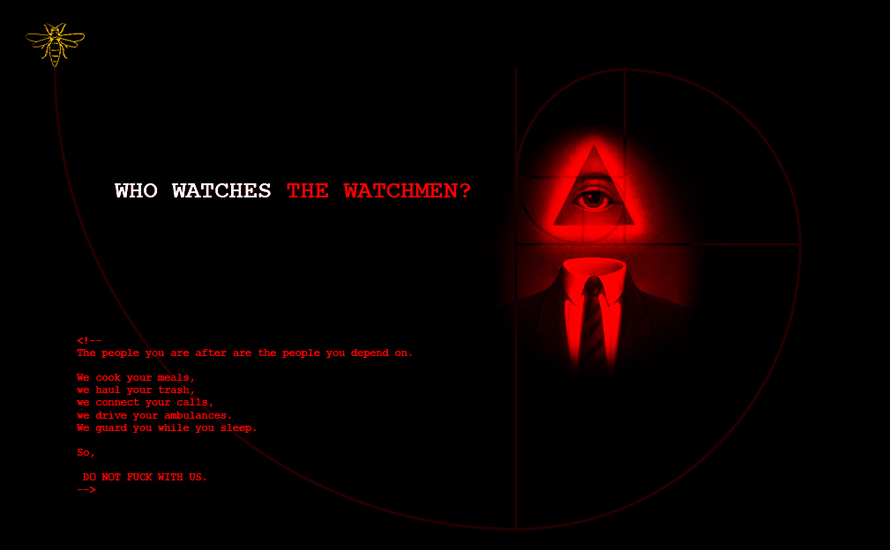 WHO WATCHES THE WATCHMEN?
<!--
The people you are after are the people you depend on.
We cook your meals,
we haul your trash,
we connect your calls,
we drive your ambulances.
We guard you while you sleep.
So,
DO NOT FUCK WITH US.
-->